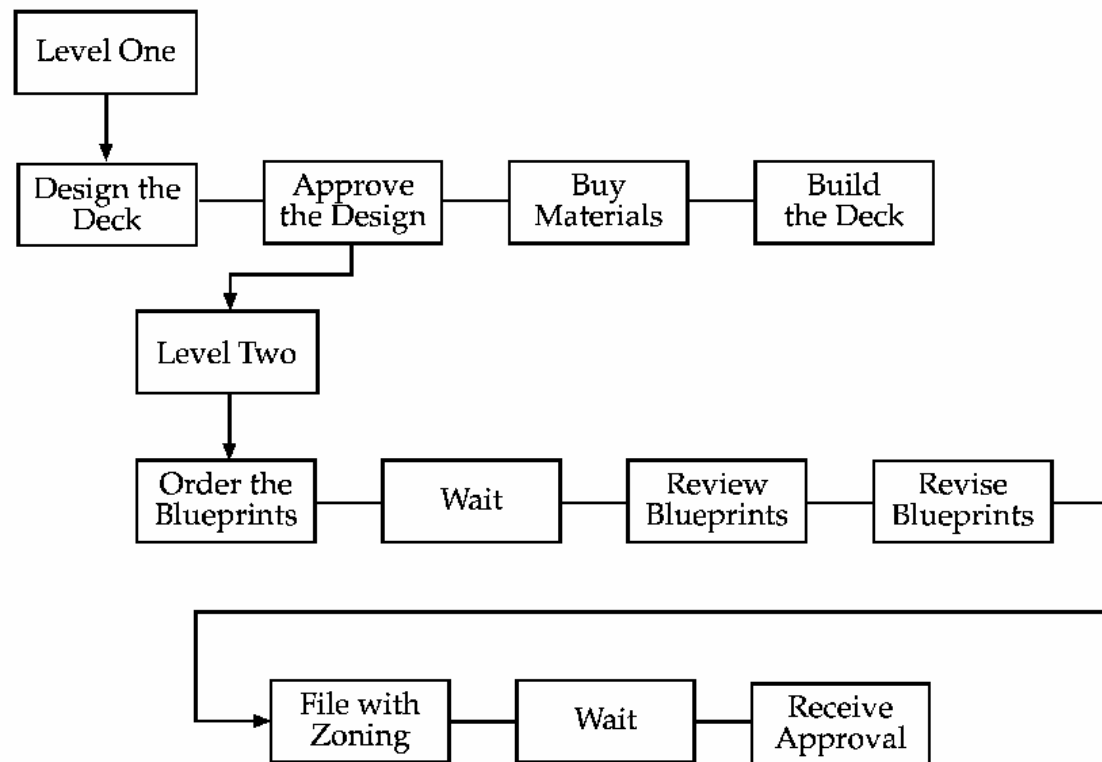 Level One
Design the
Deck
Approve
the Design
Buy
Materials
Build
the Deck
Level Two
Order the
Blueprints
Wait
Review
Blueprints
Revise
Blueprints
File with
Zoning
Wait
Receive
Approval